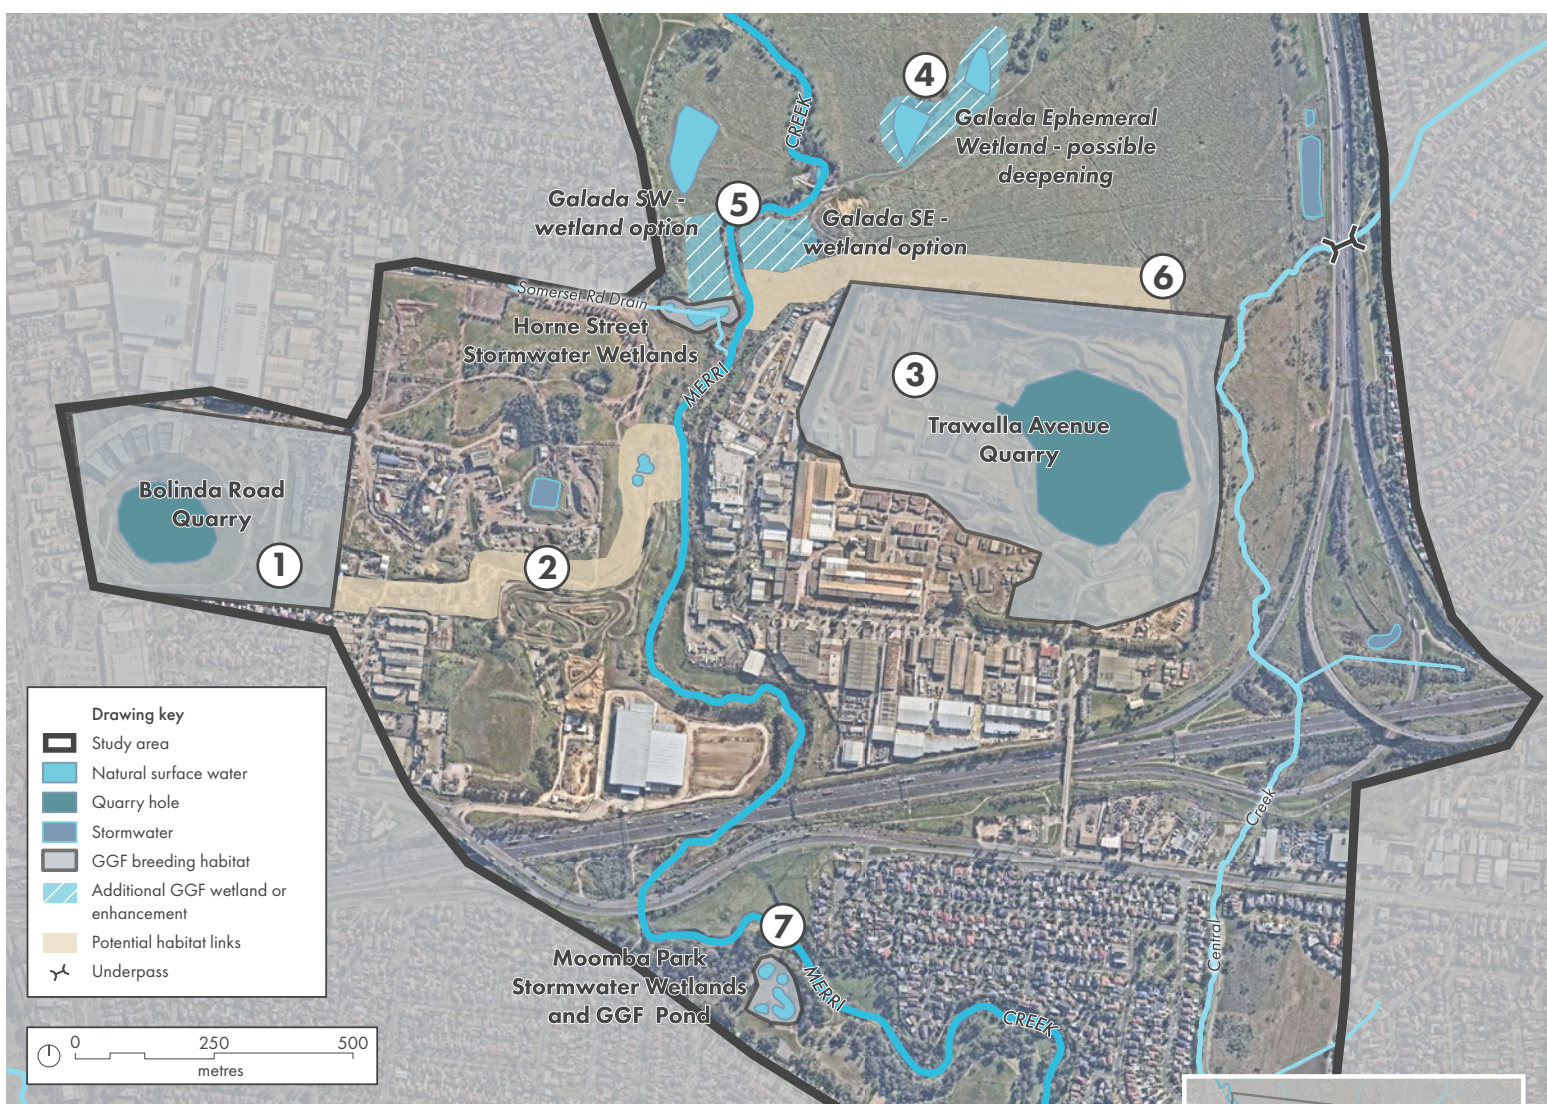 4
CREEK
Galada Ephemeral
Wetland - possible
deepening
Galada SW -
wetland option
5
Galada SE -
wetland option
6
Somerset Rd Drain
Horne Street
Stormwater Wetlands
MERRI
3
Trawalla Avenue
Quarry
Bolinda Road
Quarry
1
2
Drawing key
Study area
Natural surface water
Quarry hole
Stormwater
GGF breeding habitat
Additional GGF wetland or
enhancement
Potential habitat links
Underpass
Creek
Central
7
Moomba Park
Stormwater Wetlands
and GGF Pond
MERRI
CREEK
0 250 500
metres